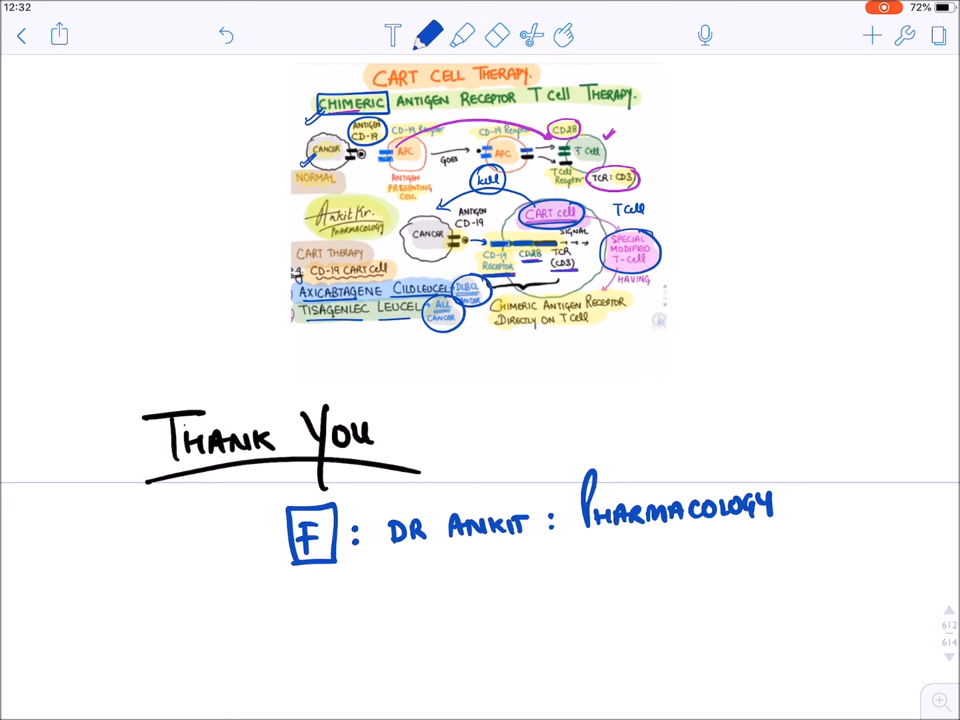 12:32
72%
T
CART CELL THERAPY.
CHIMERIC ANTIGEN RECEPTOR T CELL THERAPY.
ANTIGEN CD-19
CD-19 Receptor
CD-19 Receptor
CD28
CANCER
APC
GOES
APC
T Cell
NORMAL
ANTIGEN PRESENTING CELL
kill
T Cell Receptor
TCR: CD3
Ankit Kr.
PHARMACOLOGY
ANTIGEN CD-19
CART cell
T Cell
CANCER
SIGNAL
SPECIAL MODIFIED T-CELL
CART THERAPY
CD-19 RECEPTOR
CD28
TCR (CD3)
HAVING
eg CD-19 CART cell
AXICABTAGENE CILOLEUCEL → DLBCL CANCER
TISAGENLEC LEUCEL → ALL CANCER
CHIMERIC ANTIGEN RECEPTOR
DIRECTLY ON T Cell
THANK YOU
F : DR ANKIT : PHARMACOLOGY
612
614